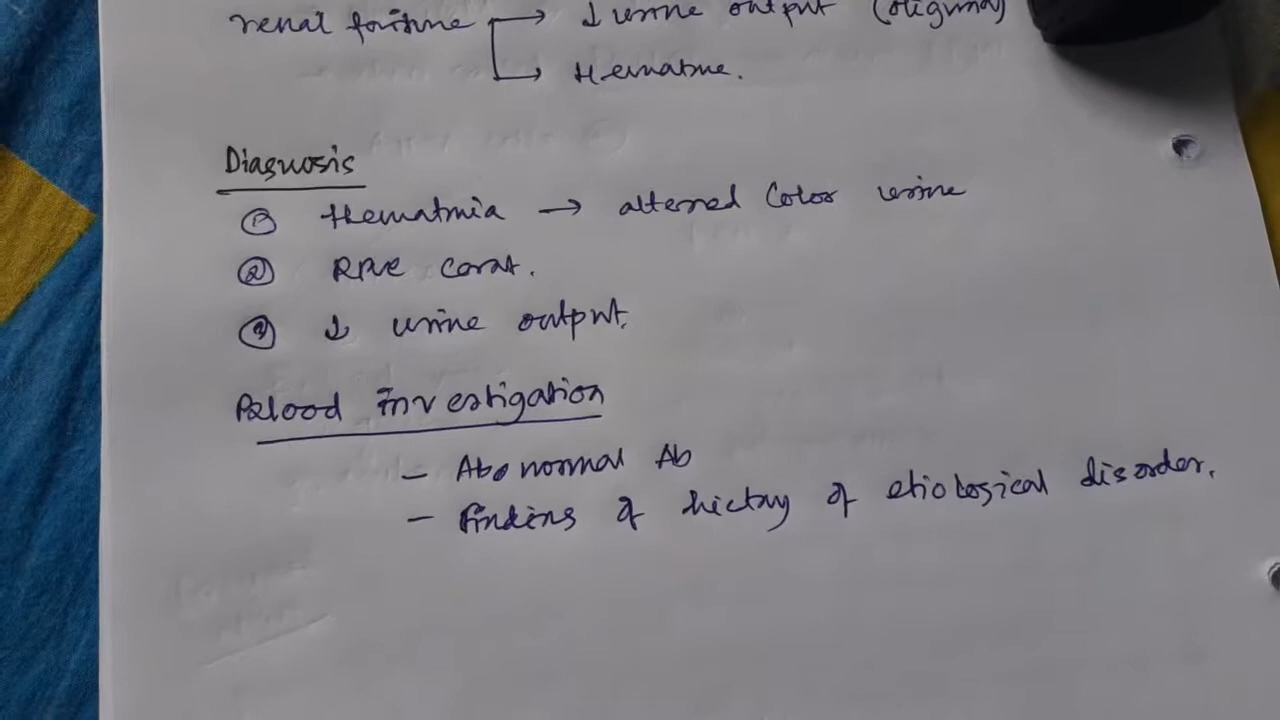 renal failure → ↓ urine output (oliguria)
→ Hematuria.
Diagnosis
① Hematuria → altered Color urine
② RBC cast.
③ ↓ urine output.
Blood investigation
- Abnormal Ab
- findings of history of etiological disorder.